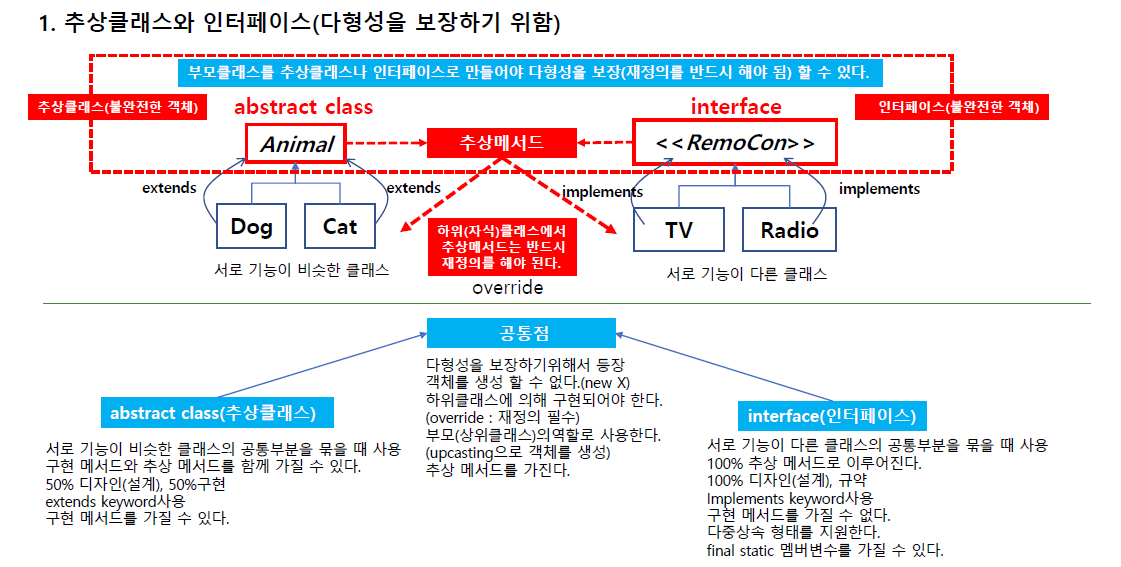 1. 추상클래스와 인터페이스(다형성을 보장하기 위함)
부모클래스를 추상클래스나 인터페이스로 만들어야 다형성을 보장(재정의를 반드시 해야 됨) 할 수 있다.
추상클래스(불완전한 객체)
abstract class
interface
인터페이스(불완전한 객체)
Animal
추상메서드
<<RemoCon>>
extends
extends
implements
implements
Dog
Cat
하위(자식)클래스에서
추상메서드는 반드시
재정의를 해야 된다.
TV
Radio
서로 기능이 비슷한 클래스
override
서로 기능이 다른 클래스
공통점
다형성을 보장하기위해서 등장
객체를 생성 할 수 없다.(new X)
하위클래스에 의해 구현되어야 한다.
(override : 재정의 필수)
부모(상위클래스)의역할로 사용한다.
(upcasting으로 객체를 생성)
추상 메서드를 가진다.
abstract class(추상클래스)
서로 기능이 비슷한 클래스의 공통부분을 묶을 때 사용
구현 메서드와 추상 메서드를 함께 가질 수 있다.
50% 디자인(설계), 50%구현
extends keyword사용
구현 메서드를 가질 수 있다.
interface(인터페이스)
서로 기능이 다른 클래스의 공통부분을 묶을 때 사용
100% 추상 메서드로 이루어진다.
100% 디자인(설계), 규약
Implements keyword사용
구현 메서드를 가질 수 없다.
다중상속 형태를 지원한다.
final static 멤버변수를 가질 수 있다.